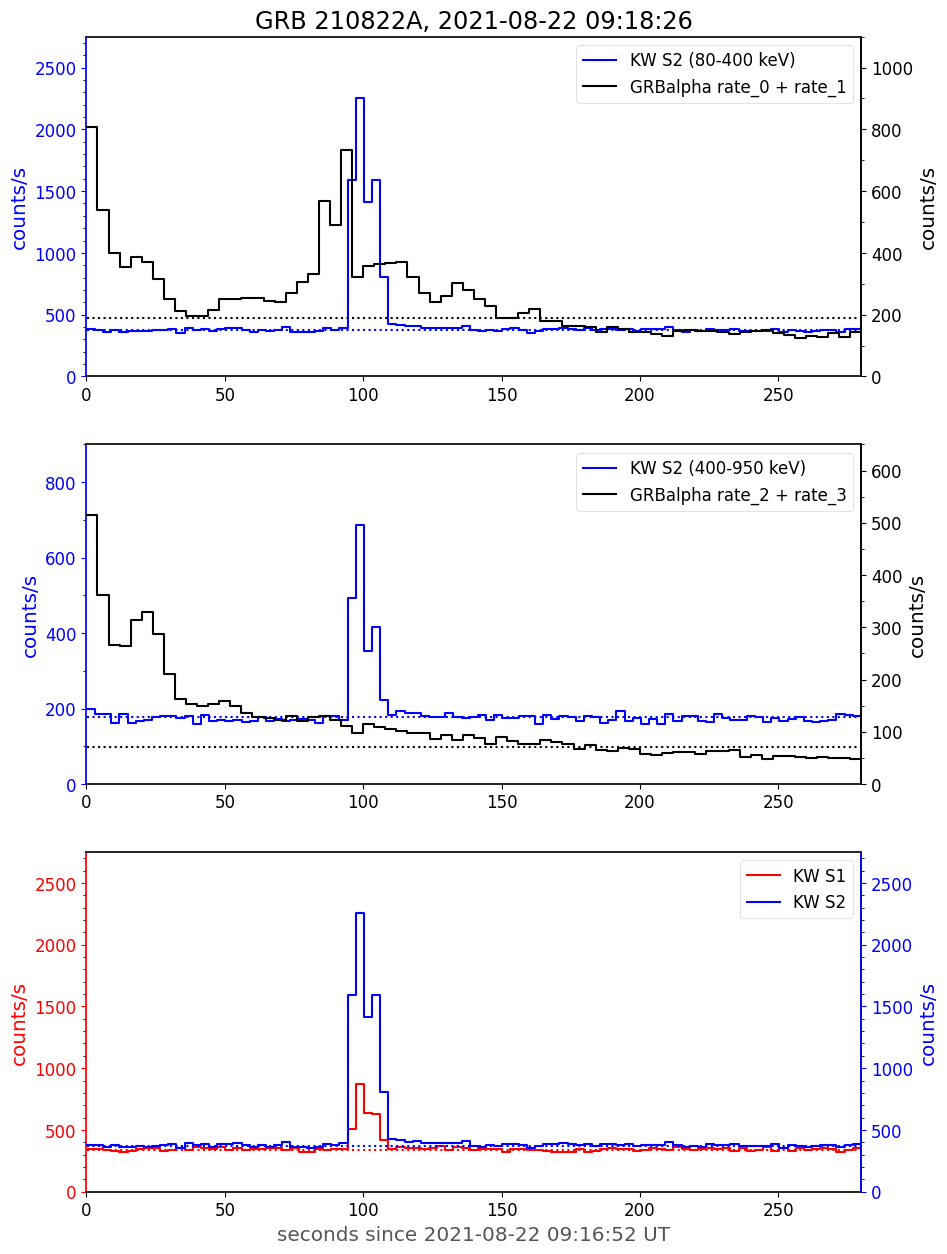 GRB 210822A, 2021-08-22 09:18:26
KW S2 (80-400 keV)
GRBalpha rate_0 + rate_1
counts/s
2500
2000
1500
1000
500
0
1000
800
600
400
200
0
counts/s
0 50 100 150 200 250
KW S2 (400-950 keV)
GRBalpha rate_2 + rate_3
counts/s
800
600
400
200
0
600
500
400
300
200
100
0
counts/s
0 50 100 150 200 250
KW S1
KW S2
counts/s
2500
2000
1500
1000
500
0
2500
2000
1500
1000
500
0
counts/s
0 50 100 150 200 250
seconds since 2021-08-22 09:16:52 UT